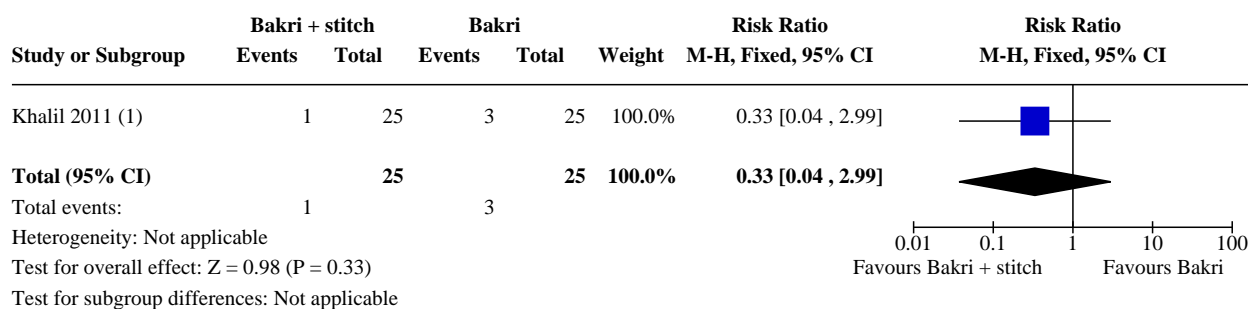 Bakri + stitch Bakri Risk Ratio Risk Ratio
Study or Subgroup Events Total Events Total Weight M-H, Fixed, 95% CI M-H, Fixed, 95% CI
Khalil 2011 (1) 1 25 3 25 100.0% 0.33 [0.04 , 2.99]
Total (95% CI) 25 25 100.0% 0.33 [0.04 , 2.99]
Total events: 1 3
Heterogeneity: Not applicable
0.01 0.1 1 10 100
Test for overall effect: Z = 0.98 (P = 0.33)
Favours Bakri + stitch Favours Bakri
Test for subgroup differences: Not applicable